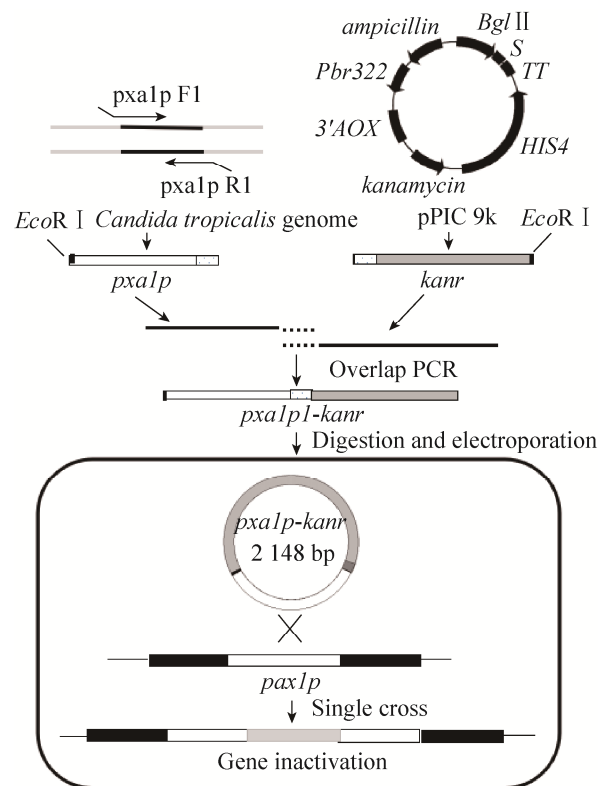 ampicillin
Bgl II
S
TT
Pbr322
3'AOX
HIS4
kanamycin
pxa1p F1
pxa1p R1
EcoR I
Candida tropicalis genome
pPIC 9k
EcoR I
pxa1p
kanr
Overlap PCR
pxa1p1-kanr
Digestion and electroporation
pxa1p-kanr
2 148 bp
pax1p
Single cross
Gene inactivation